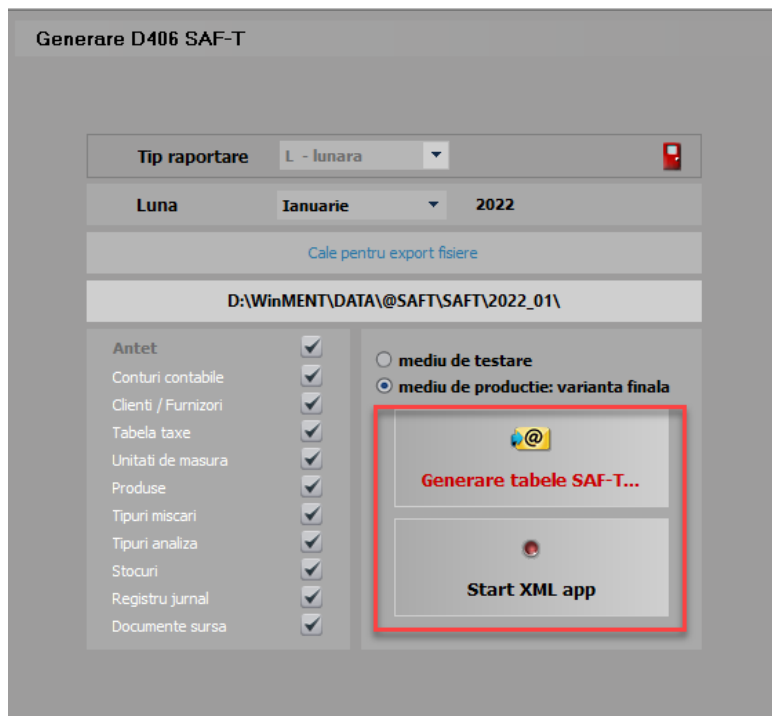 Generare D406 SAF-T
Tip raportare L - lunara
Luna Ianuarie 2022
Cale pentru export fisiere
D:\WinMENT\DATA\@SAFT\SAFT\2022_01\
Antet
Conturi contabile
Clienti / Furnizori
Tabela taxe
Unitati de masura
Produse
Tipuri miscari
Tipuri analiza
Stocuri
Registru jurnal
Documente sursa
mediu de testare
mediu de productie: varianta finala
@
Generare tabele SAF-T...
Start XML app